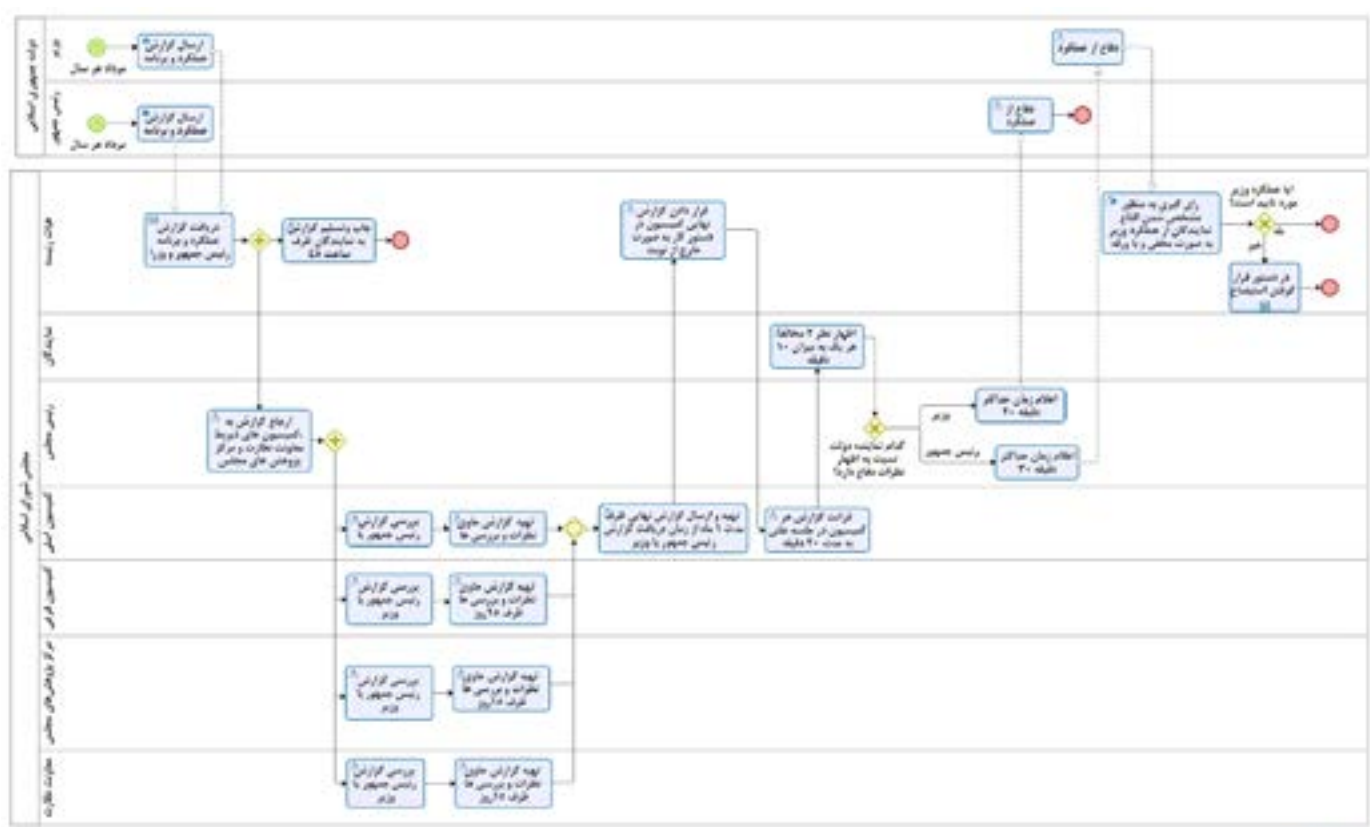 دولت جمهوری اسلامی
وزیر
مرداد هر سال
ارسال گزارش
عملکرد و برنامه
دفاع از عملکرد
رئیس جمهور
مرداد هر سال
ارسال گزارش
عملکرد و برنامه
دفاع از
عملکرد
مجلس شورای اسلامی
هیات رئیسه
دریافت گزارش
عملکرد و برنامه
رئیس جمهور و وزرا
چاپ و تسلیم گزارش
به نمایندگان ظرف
ساعت
قرار دادن گزارش
نهایی کمیسیون در
دستور کار به صورت
خارج از نوبت
رای گیری به منظور
مشخص شدن اقناع
نمایندگان از عملکرد وزیر
به صورت مخفی و با ورقه
ایا عملکرد وزیر
مورد تایید است؟
بله
خیر
در دستور قرار
گرفتن استیضاح
نمایندگان
اظهار نظر ۲ مخالف
هر یک به میزان ۱۰
دقیقه
رئیس مجلس
ارجاع گزارش به
کمیسیون های ذیربط
معاونت نظارت و مرکز
پژوهش های مجلس
کدام نماینده دولت
نسبت به اظهار
نظرات دفاع دارد؟
وزیر
رئیس جمهور
اعلام زمان حداکثر
دقیقه ۲۰
اعلام زمان حداکثر
دقیقه ۳۰
کمیسیون اصلی
بررسی گزارش
رئیس جمهور یا
تهیه گزارش حاوی
نظرات و بررسی ها
تهیه و ارسال گزارش نهایی ظرف
مدت ۱ ماه از زمان دریافت گزارش
رئیس جمهور یا وزیر
قرائت گزارش هر
کمیسیون در جلسه علنی
به مدت ۲۰ دقیقه
کمیسیون فرعی
بررسی گزارش
رئیس جمهور یا
وزیر
تهیه گزارش حاوی
نظرات و بررسی ها
ظرف ۱۵روز
مرکز پژوهش‌های مجلس
بررسی گزارش
رئیس جمهور یا
وزیر
تهیه گزارش حاوی
نظرات و بررسی ها
ظرف ۱۵روز
معاونت نظارت
بررسی گزارش
رئیس جمهور یا
وزیر
تهیه گزارش حاوی
نظرات و بررسی ها
ظرف ۱۵روز